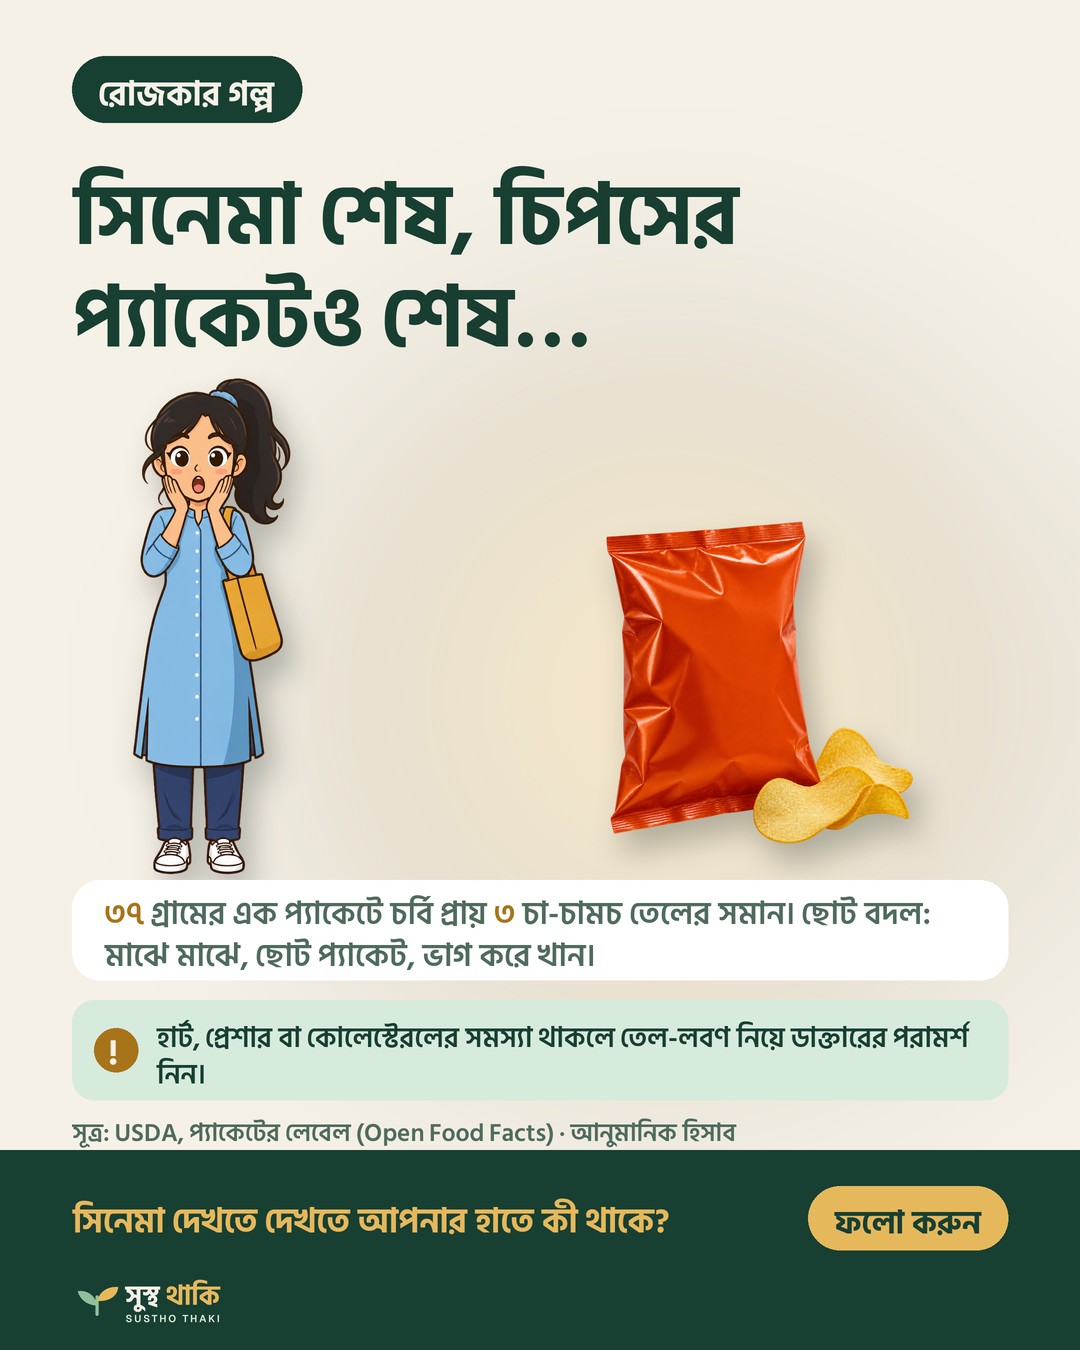 রোজকার গল্প
সিনেমা শেষ, চিপসের
প্যাকেটও শেষ...
৩৭ গ্রামের এক প্যাকেটে চর্বি প্রায় ৩ চা-চামচ তেলের সমান। ছোট বদল:
মাঝে মাঝে, ছোট প্যাকেট, ভাগ করে খান।
হার্ট, প্রেশার বা কোলেস্টেরলের সমস্যা থাকলে তেল-লবণ নিয়ে ডাক্তারের পরামর্শ
নিন।
সূত্র: USDA, প্যাকেটের লেবেল (Open Food Facts) · আনুমানিক হিসাব
সিনেমা দেখতে দেখতে আপনার হাতে কী থাকে?
ফলো করুন
সুস্থ থাকি
SUSTHO THAKI